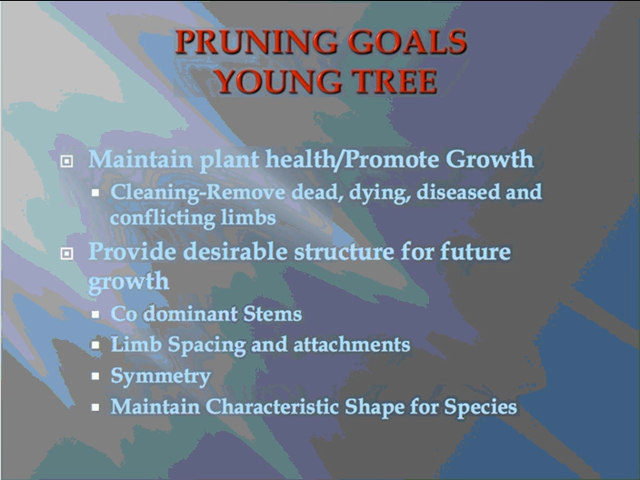 PRUNING GOALS
YOUNG TREE
Maintain plant health/Promote Growth
Cleaning-Remove dead, dying, diseased and
conflicting limbs
Provide desirable structure for future
growth
Co dominant Stems
Limb Spacing and attachments
Symmetry
Maintain Characteristic Shape for Species